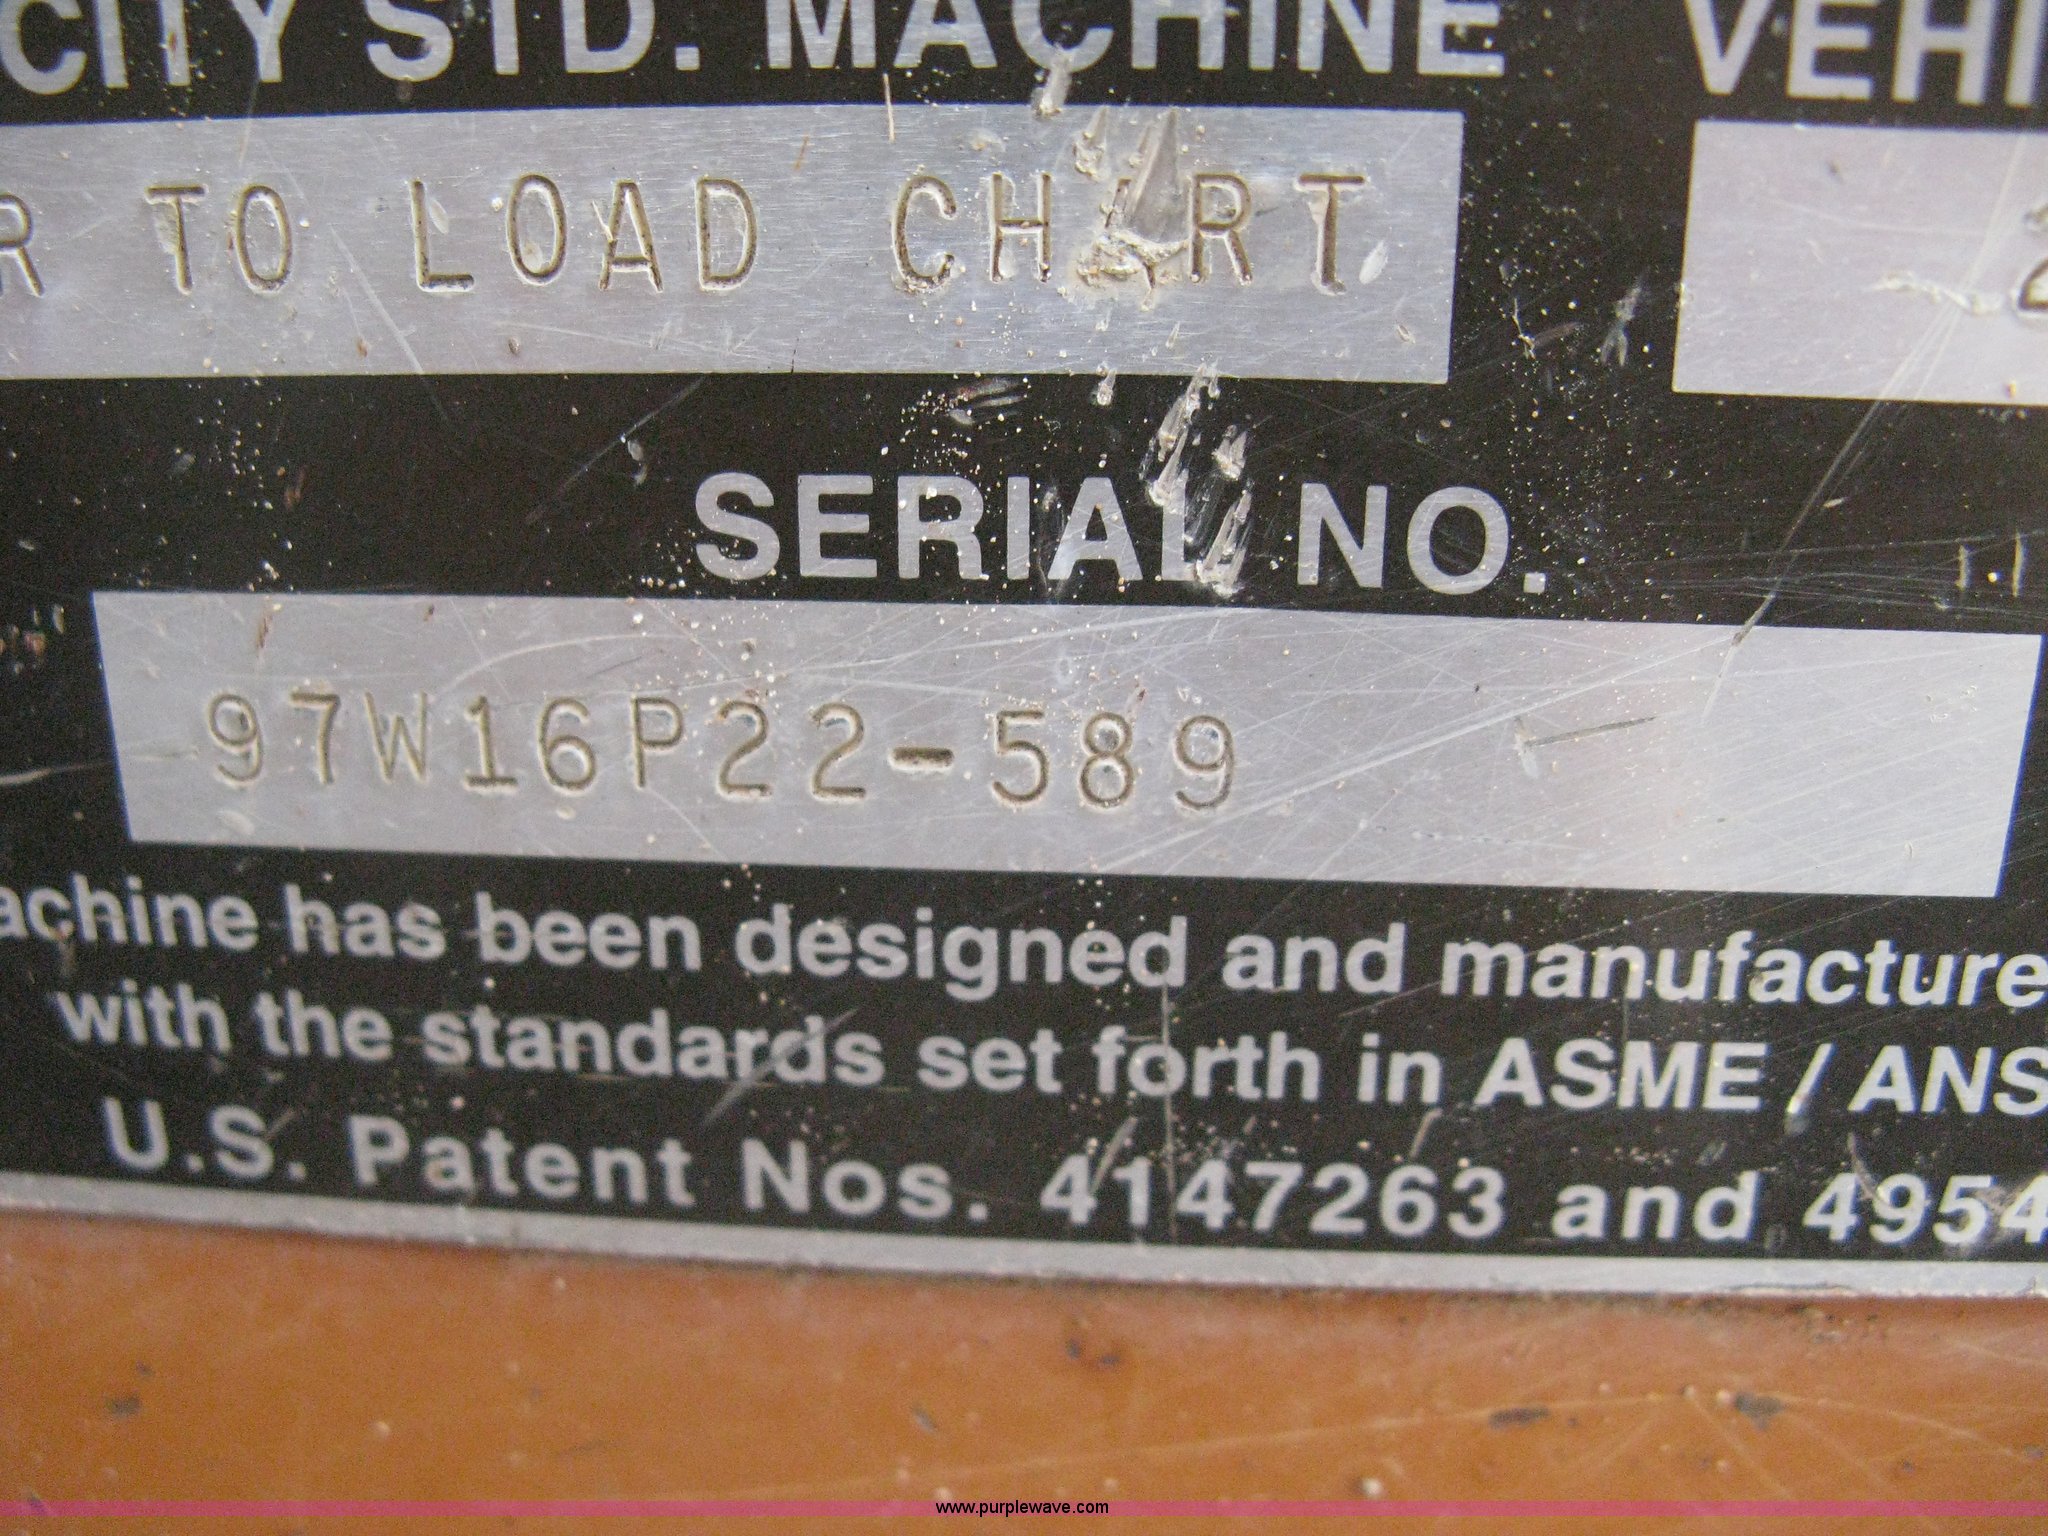 CITY STD. MACHINE VEHI
R TO LOAD CHART
SERIAL NO.
97W16P22-589
achine has been designed and manufacture
with the standards set forth in ASME / ANS
U.S. Patent Nos. 4147263 and 4954
www.purplewave.com